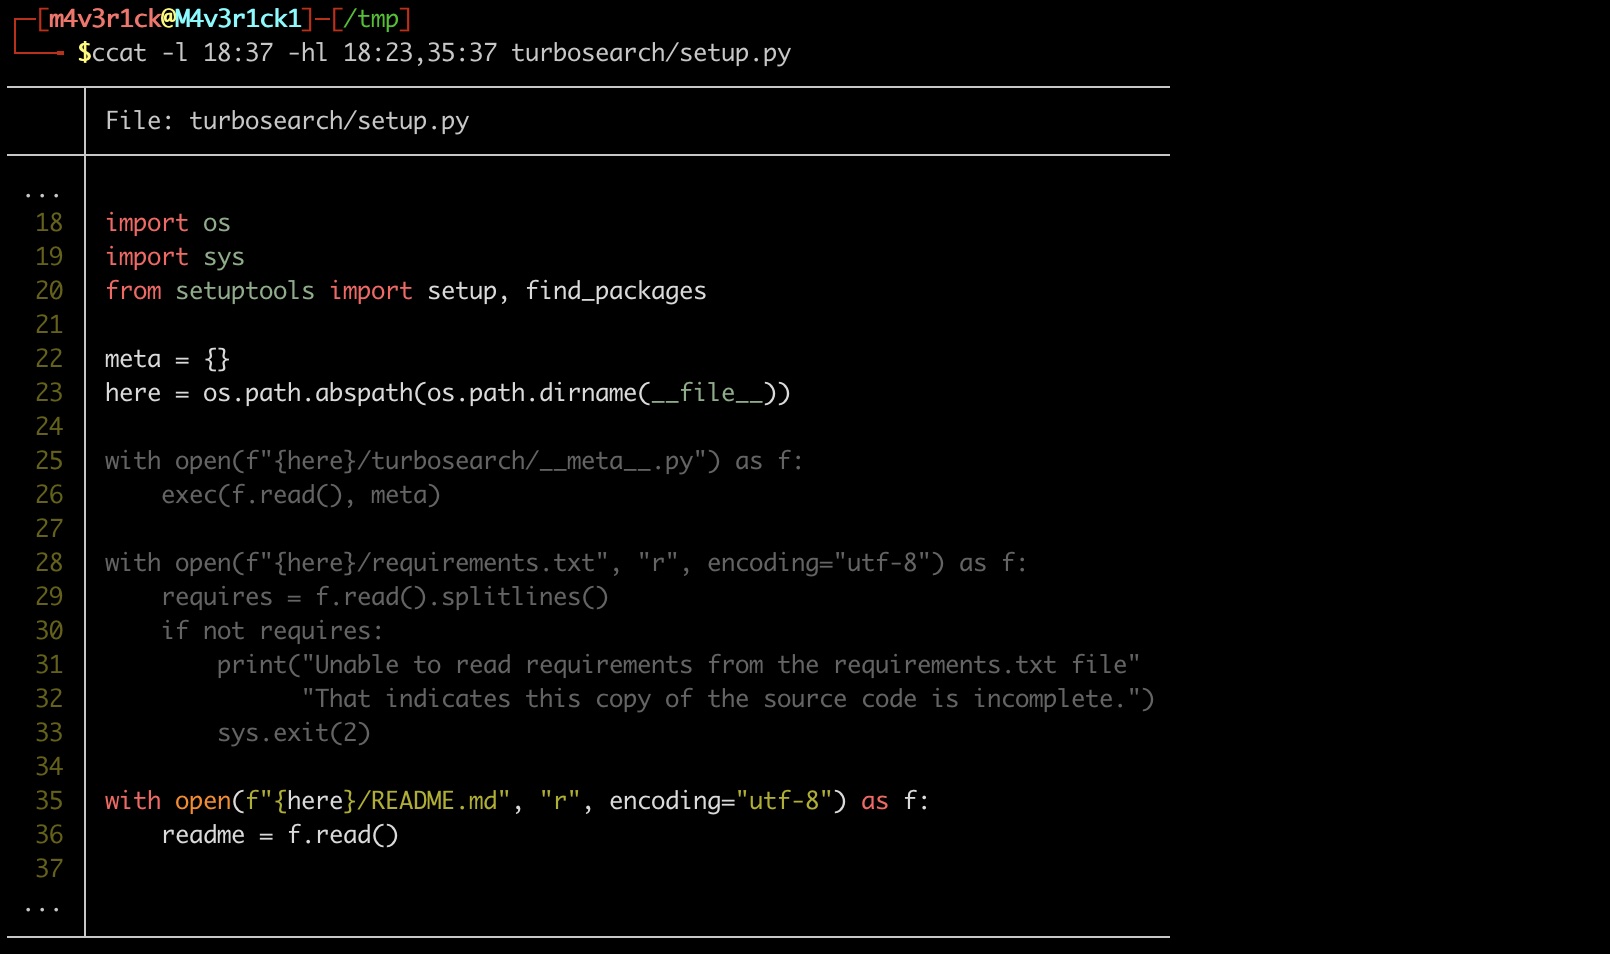 ┌─[m4v3r1ck@M4v3r1ck1]─[/tmp]
└──╼ $ccat -l 18:37 -hl 18:23,35:37 turbosearch/setup.py
File: turbosearch/setup.py
...
18 import os
19 import sys
20 from setuptools import setup, find_packages
21
22 meta = {}
23 here = os.path.abspath(os.path.dirname(__file__))
24
25 with open(f"{here}/turbosearch/__meta__.py") as f:
26     exec(f.read(), meta)
27
28 with open(f"{here}/requirements.txt", "r", encoding="utf-8") as f:
29     requires = f.read().splitlines()
30     if not requires:
31         print("Unable to read requirements from the requirements.txt file"
32               "That indicates this copy of the source code is incomplete.")
33         sys.exit(2)
34
35 with open(f"{here}/README.md", "r", encoding="utf-8") as f:
36     readme = f.read()
37
...